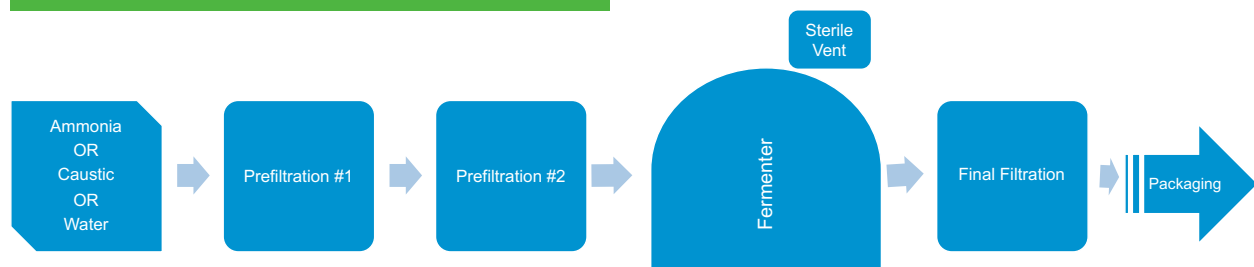 Ammonia
OR
Caustic
OR
Water
Prefiltration #1
Prefiltration #2
Sterile
Vent
Fermenter
Final Filtration
Packaging